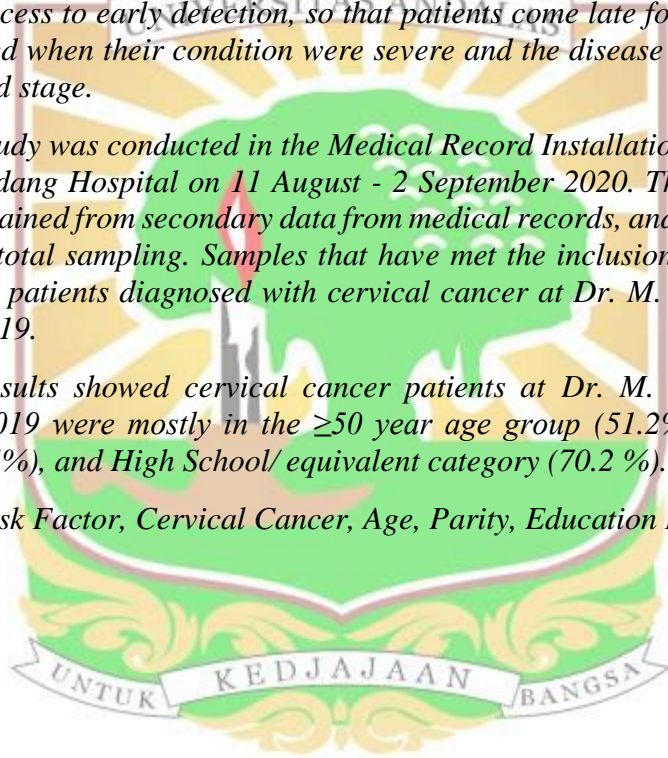 cess to early detection, so that patients come late fo
UNIVERSITAS ANDALAS
ed when their condition were severe and the disease
d stage.
udy was conducted in the Medical Record Installation
dang Hospital on 11 August - 2 September 2020. Th
ained from secondary data from medical records, and
total sampling. Samples that have met the inclusion
patients diagnosed with cervical cancer at Dr. M.
19.
sults showed cervical cancer patients at Dr. M.
019 were mostly in the ≥50 year age group (51.2%
%), and High School/ equivalent category (70.2 %).
sk Factor, Cervical Cancer, Age, Parity, Education
UNTUK KEDJAJAAN BANGSA